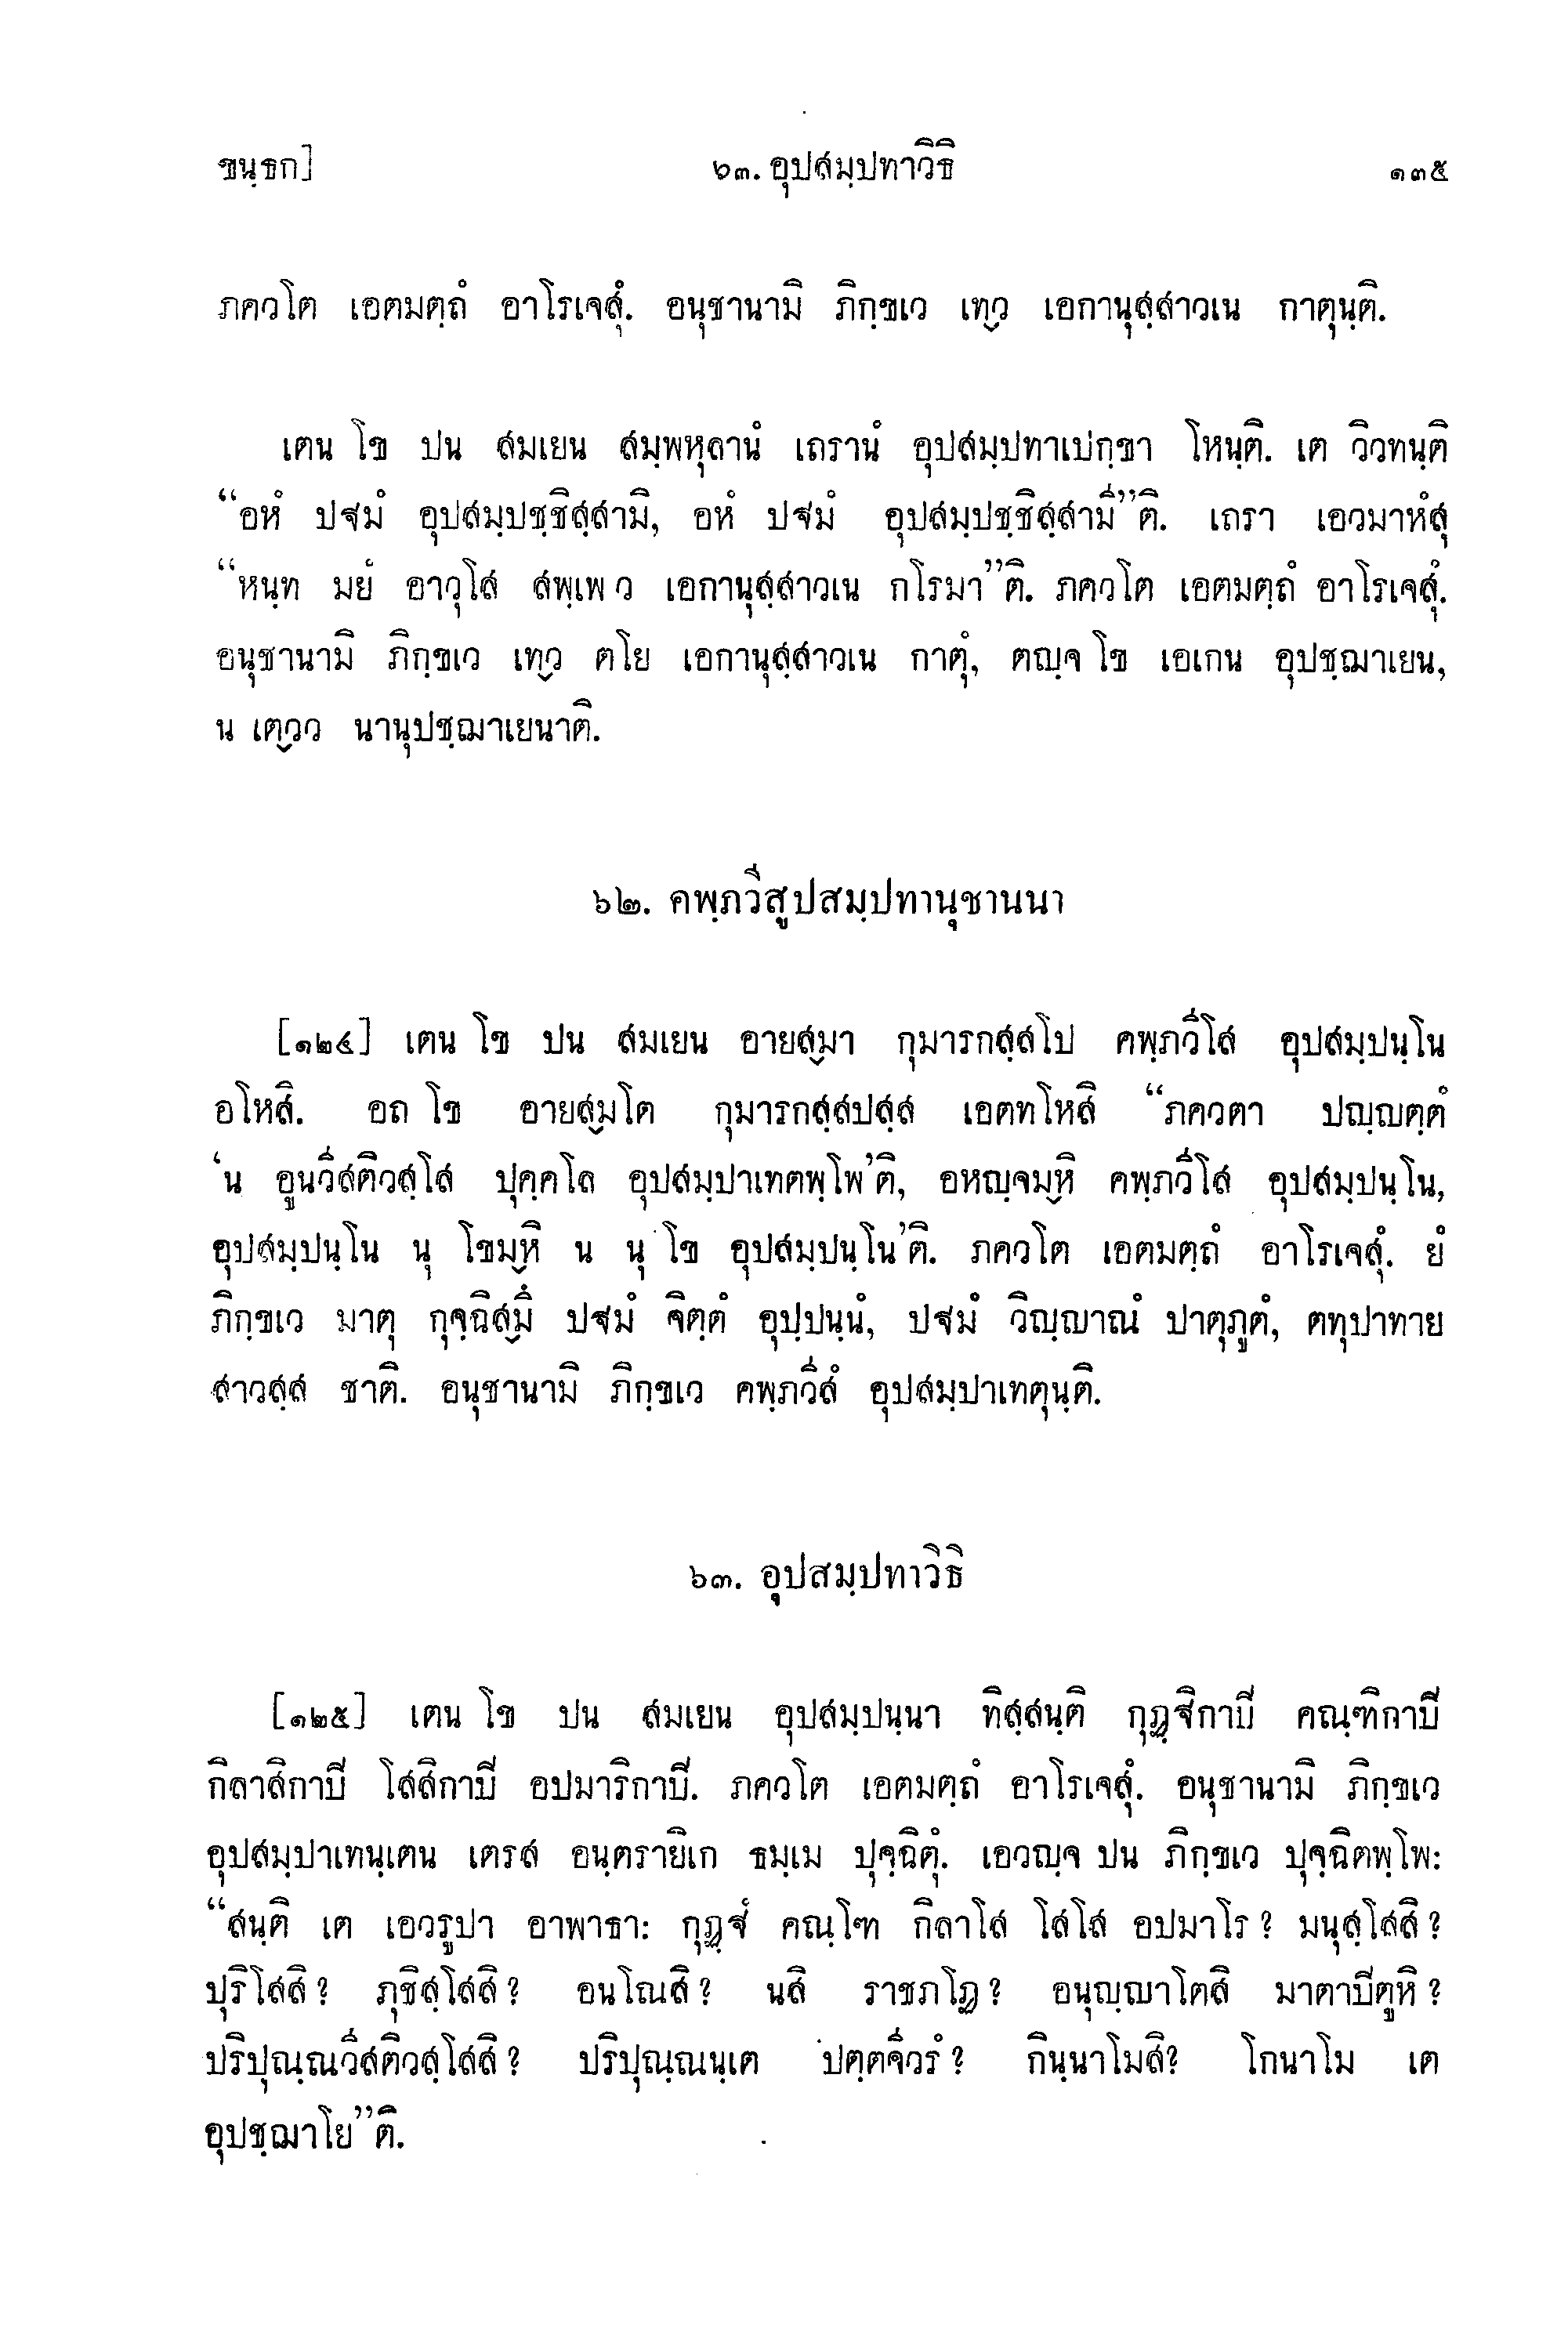 ขนฺธก] ๖๓. อุปสมฺปทาวิธิ ๑๓๕
ภควโต เอตมตฺถํ อาโรเจสุํ. อนุชานามิ ภิกฺขเว เทฺว เอกานุสฺสาวเน กาตุนฺติ.
เตน โข ปน สมเยน สมฺพหุลานํ เถรานํ อุปสมฺปทาเปกฺขา โหนฺติ. เต วิวทนฺติ
“อหํ ปฐมํ อุปสมฺปชฺชิสฺสามิ, อหํ ปฐมํ อุปสมฺปชฺชิสฺสามี”ติ. เถรา เอวมาหํสุ
“หนฺท มยํ อาวุโส สพฺเพว เอกานุสฺสาวเน กโรมา”ติ. ภควโต เอตมตฺถํ อาโรเจสุํ.
อนุชานามิ ภิกฺขเว เทฺว ตโย เอกานุสฺสาวเน กาตุํ, ตญฺจ โข เอเกน อุปชฺฌาเยน,
น เตฺวว นานุปชฺฌาเยนาติ.
๖๒. คพฺภวีสูปสมฺปทานุชานนา
[๑๒๔] เตน โข ปน สมเยน อายสฺมา กุมารกสฺสโป คพฺภวีโส อุปสมฺปนฺโน
อโหสิ. อถ โข อายสฺมโต กุมารกสฺสปสฺส เอตทโหสิ “ภควตา ปญฺญตฺตํ
‘น อูนวีสติวสฺโส ปุคฺคโล อุปสมฺปาเทตพฺโพ’ติ, อหญฺจมฺหิ คพฺภวีโส อุปสมฺปนฺโน,
อุปสมฺปนฺโน นุ โขมฺหิ น นุ โข อุปสมฺปนฺโน’ติ. ภควโต เอตมตฺถํ อาโรเจสุํ. ยํ
ภิกฺขเว มาตุ กุจฺฉิสฺมึ ปฐมํ จิตฺตํ อุปฺปนฺนํ, ปฐมํ วิญฺญาณํ ปาตุภูตํ, ตทุปาทาย
สาวสฺส ชาติ. อนุชานามิ ภิกฺขเว คพฺภวีสํ อุปสมฺปาเทตุนฺติ.
๖๓. อุปสมฺปทาวิธิ
[๑๒๕] เตน โข ปน สมเยน อุปสมฺปนฺนา ทิสฺสนฺติ กุฏฺฐิกาปิ คณฺฑิกาปิ
กิลาสิกาปิ โสสิกาปิ อปมาริกาปิ. ภควโต เอตมตฺถํ อาโรเจสุํ. อนุชานามิ ภิกฺขเว
อุปสมฺปาเทนฺเตน เตรส อนฺตรายิเก ธมฺเม ปุจฺฉิตุํ. เอวญฺจ ปน ภิกฺขเว ปุจฺฉิตพฺโพ:
“สนฺติ เต เอวรูปา อาพาธา: กุฏฺฐํ คณฺโฑ กิลาโส โสโส อปมาโร? มนุสฺโสสิ?
ปุริโสสิ? ภุชิสฺโสสิ? อนโณสิ? นสิ ราชภโฏ? อนุญฺญาโตสิ มาตาปิตูหิ?
ปริปุณฺณวีสติวสฺโสสิ? ปริปุณฺณนฺเต ปตฺตจีวรํ? กินฺนาโมสิ? โกนาโม เต
อุปชฺฌาโย”ติ.